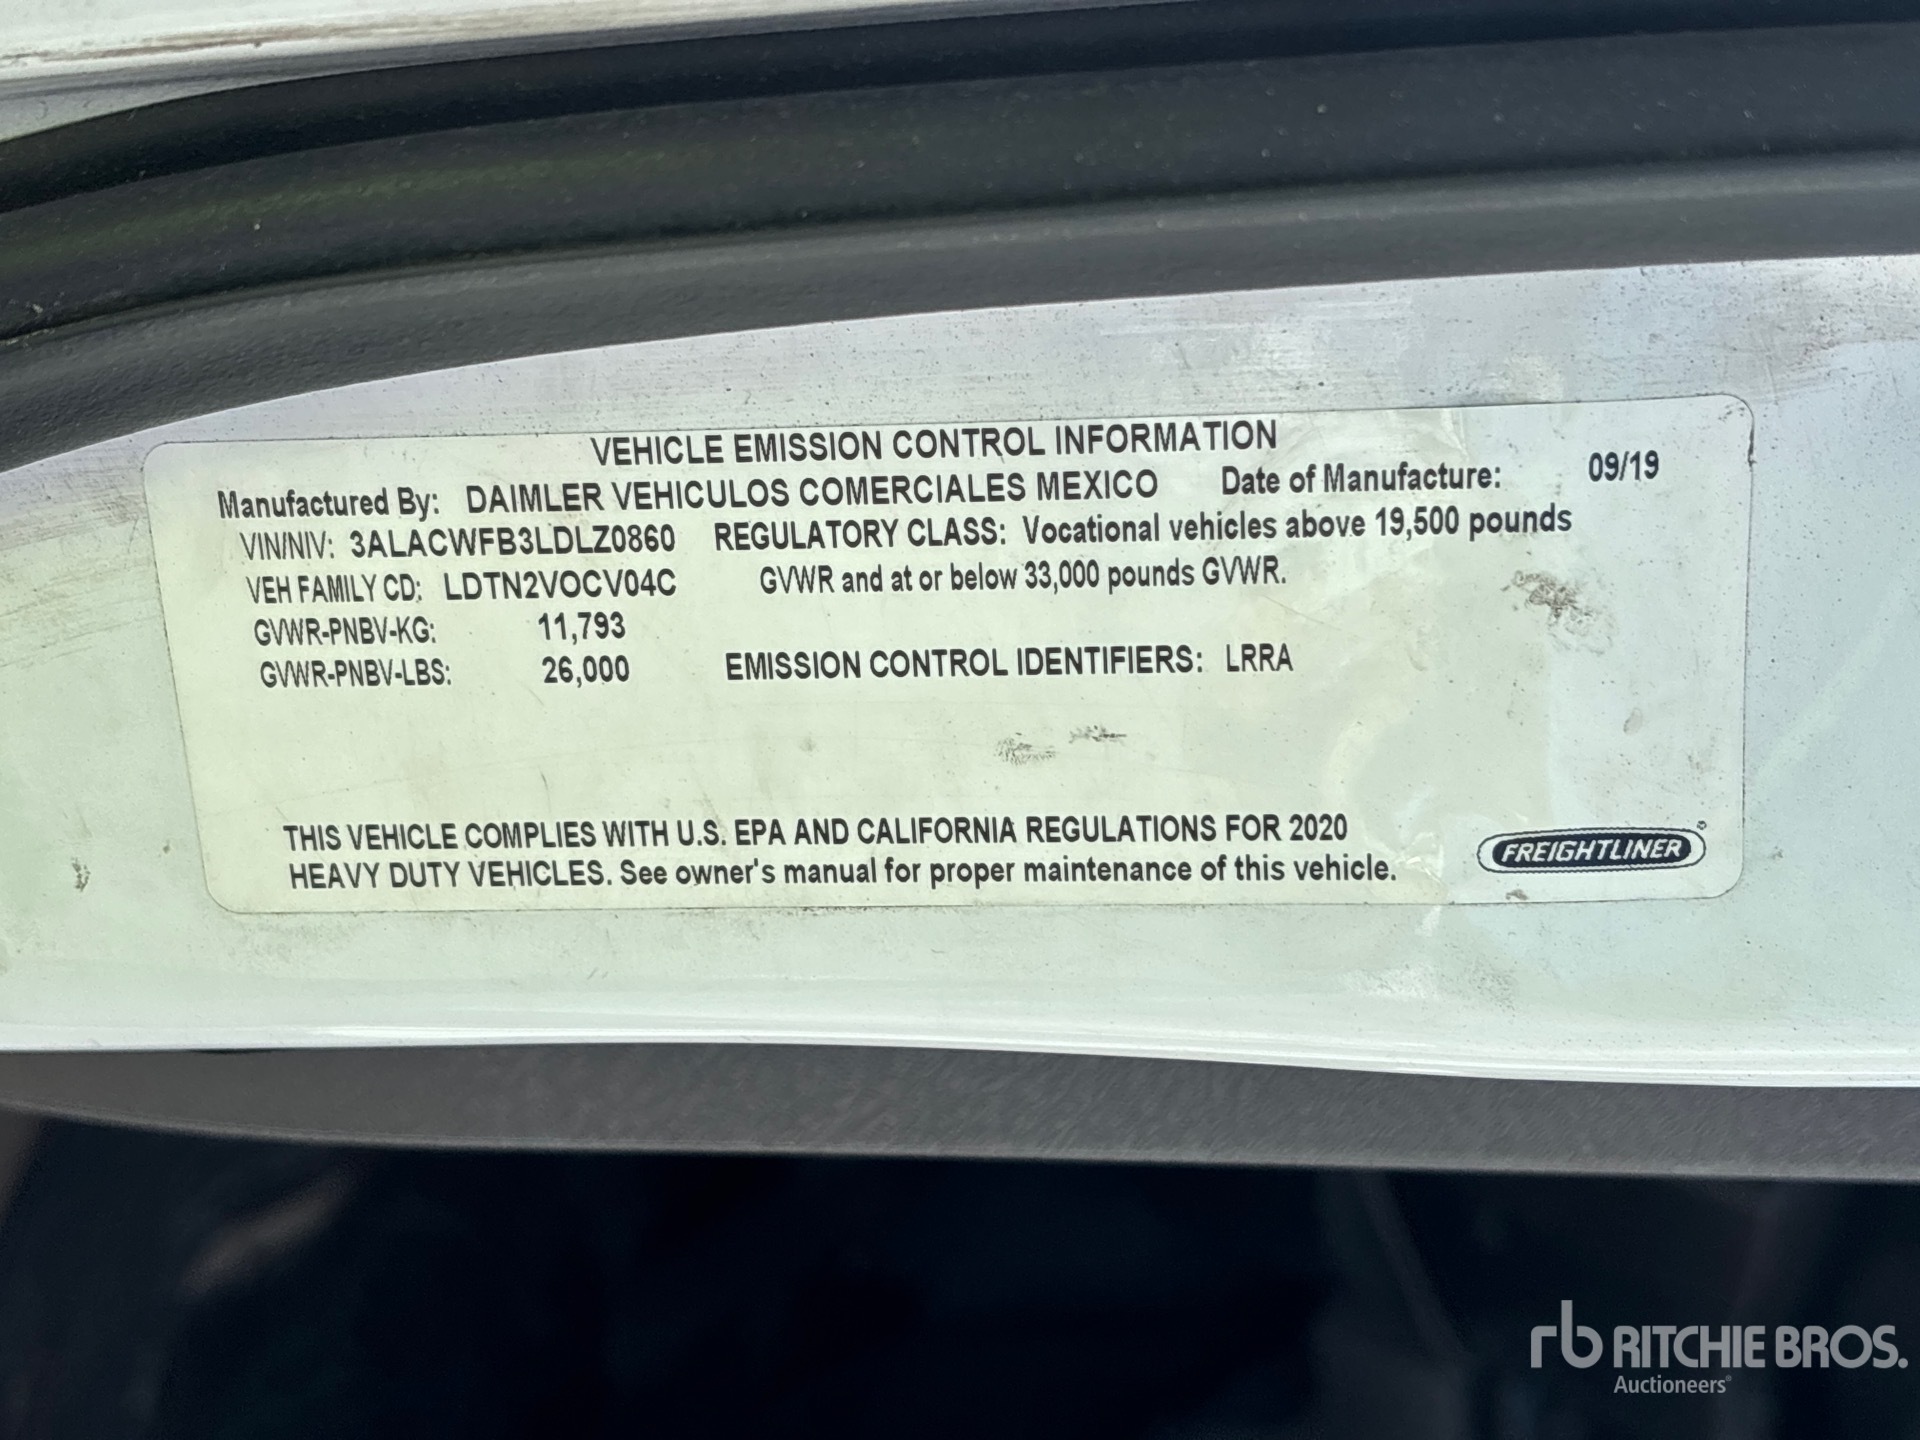 VEHICLE EMISSION CONTROL INFORMATION
Manufactured By: DAIMLER VEHICULOS COMERCIALES MEXICO Date of Manufacture: 09/19
VIN/NIV: 3ALACWFB3LDLZ0860 REGULATORY CLASS: Vocational vehicles above 19,500 pounds
VEH FAMILY CD: LDTN2VOCV04C GVWR and at or below 33,000 pounds GVWR.
GVWR-PNBV-KG: 11,793
GVWR-PNBV-LBS: 26,000 EMISSION CONTROL IDENTIFIERS: LRRA
THIS VEHICLE COMPLIES WITH U.S. EPA AND CALIFORNIA REGULATIONS FOR 2020
HEAVY DUTY VEHICLES. See owner's manual for proper maintenance of this vehicle.
FREIGHTLINER®
rb RITCHIE BROS.
Auctioneers®